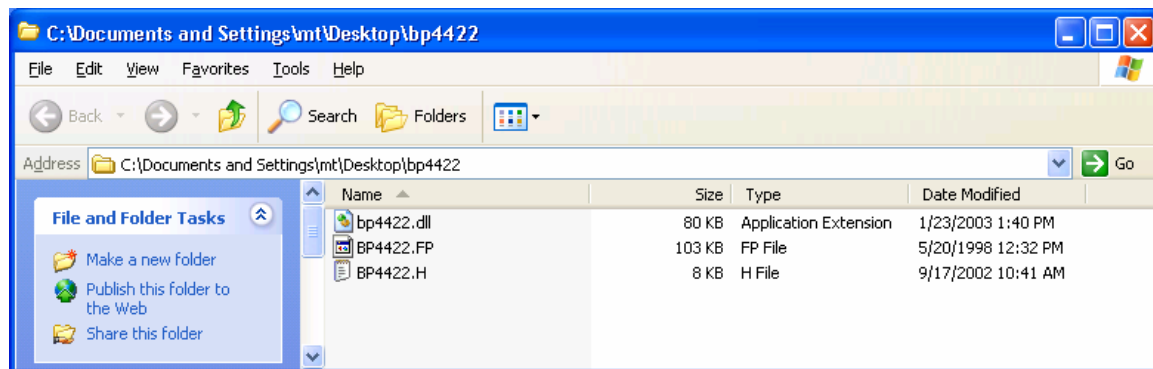 C:\Documents and Settings\mt\Desktop\bp4422
File Edit View Favorites Tools Help
Back Search Folders
Address C:\Documents and Settings\mt\Desktop\bp4422 Go
File and Folder Tasks
Make a new folder
Publish this folder to
the Web
Share this folder
Name Size Type Date Modified
bp4422.dll 80 KB Application Extension 1/23/2003 1:40 PM
BP4422.FP 103 KB FP File 5/20/1998 12:32 PM
BP4422.H 8 KB H File 9/17/2002 10:41 AM